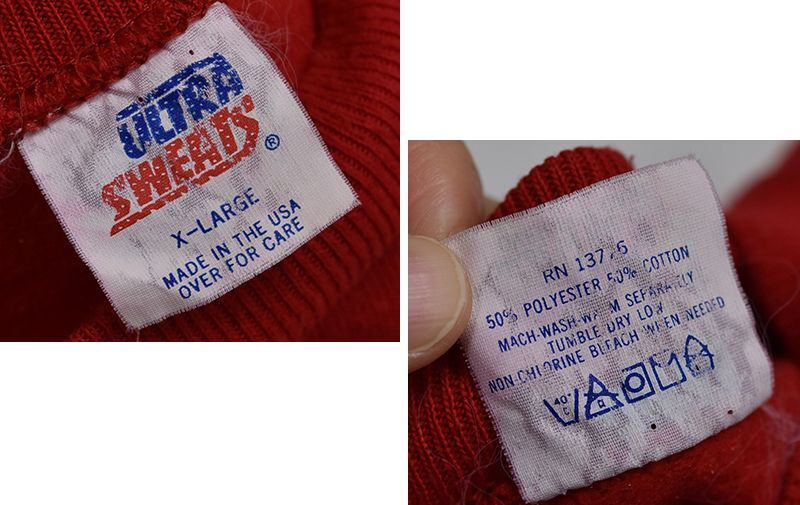 ULTRA
SWEATS®
X-LARGE
MADE IN THE USA
OVER FOR CARE
RN
50% POLYESTER 50% COTTON
MACH-WASH-WARM SEPARATELY
TUMBLE DRY LOW
NON-CHLORINE BLEACH WHEN NEEDED
40°
C